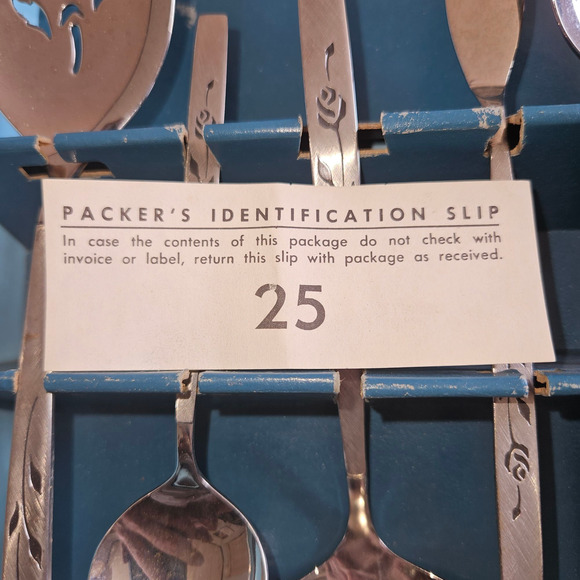 PACKER'S IDENTIFICATION SLIP
In case the contents of this package do not check with
invoice or label, return this slip with package as received.
25